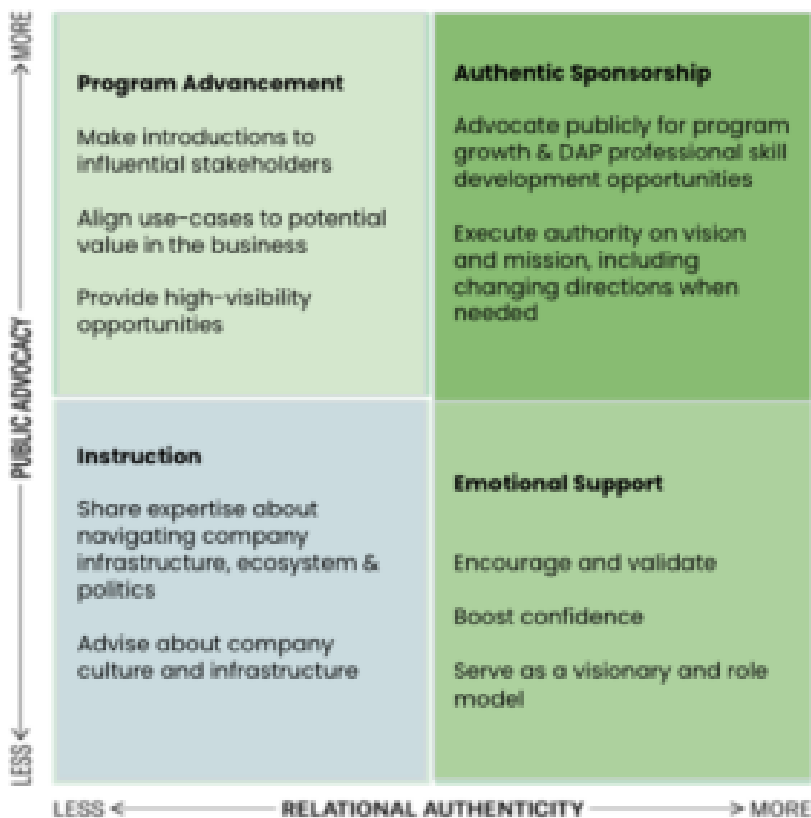 Program Advancement
Make introductions to
influential stakeholders
Align use-cases to potential
value in the business
Provide high-visibility
opportunities
Authentic Sponsorship
Advocate publicly for program
growth & DAP professional skill
development opportunities
Execute authority on vision
and mission, including
changing directions when
needed
Instruction
Share expertise about
navigating company
infrastructure, ecosystem &
politics
Advise about company
culture and infrastructure
Emotional Support
Encourage and validate
Boost confidence
Serve as a visionary and role
model
LESS PUBLIC ADVOCACY MORE
LESS RELATIONAL AUTHENTICITY MORE